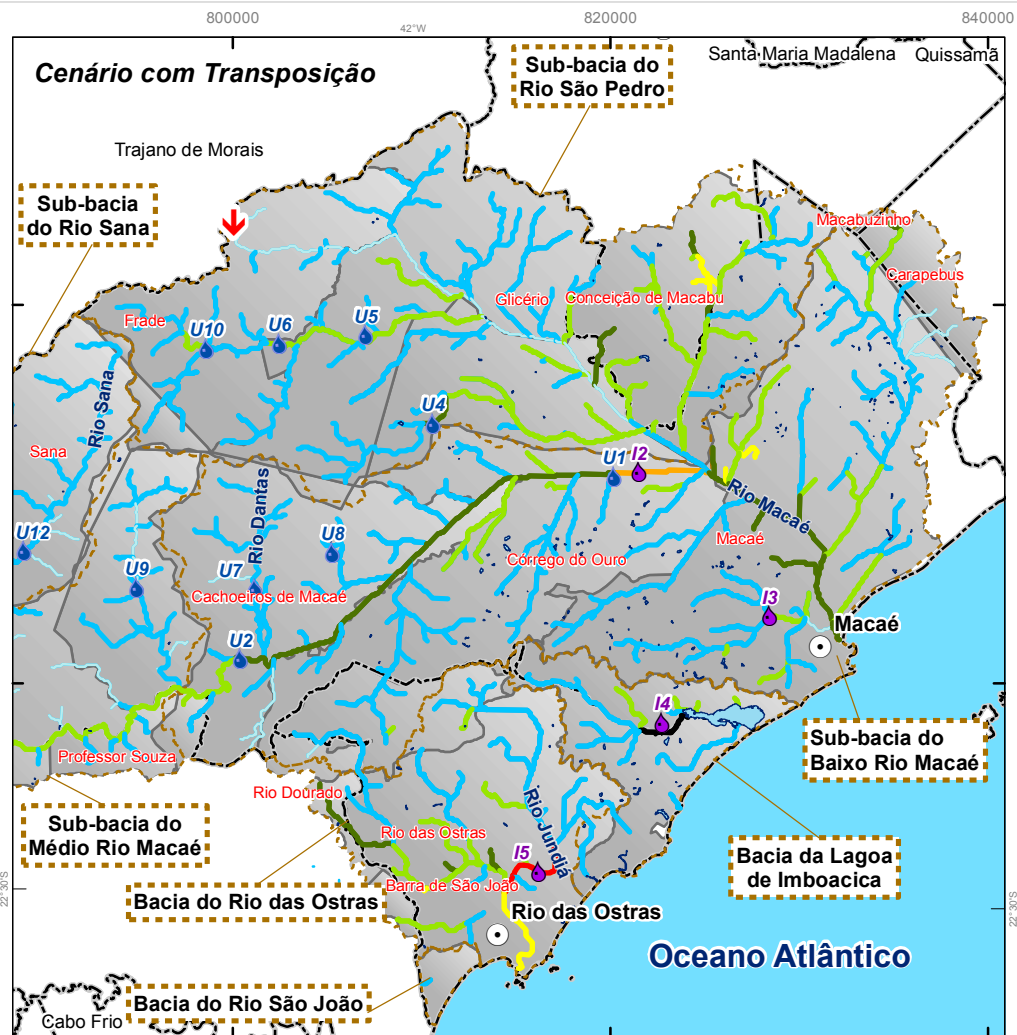 800000
820000
840000
42°W
Cenário com Transposição
Sub-bacia do
Rio São Pedro
Santa Maria Madalena
Quissamã
Trajano de Morais
Sub-bacia
do Rio Sana
Macabuzinho
Carapebus
Glicério
Conceição de Macabu
Frade
U10
U6
U5
Rio Sana
Sana
U4
U1
I2
Rio Dantas
Rio Macaé
Macaé
U12
U9
U7
U8
Córrego do Ouro
Cachoeiros de Macaé
I3
Macaé
U2
I4
Professor Souza
Sub-bacia do
Baixo Rio Macaé
Rio Dourado
Sub-bacia do
Médio Rio Macaé
Rio das Ostras
Rio Jundiá
I5
Bacia da Lagoa
de Imboacica
Barra de São João
Bacia do Rio das Ostras
22°30'S
22°30'S
Rio das Ostras
Oceano Atlântico
Bacia do Rio São João
Cabo Frio